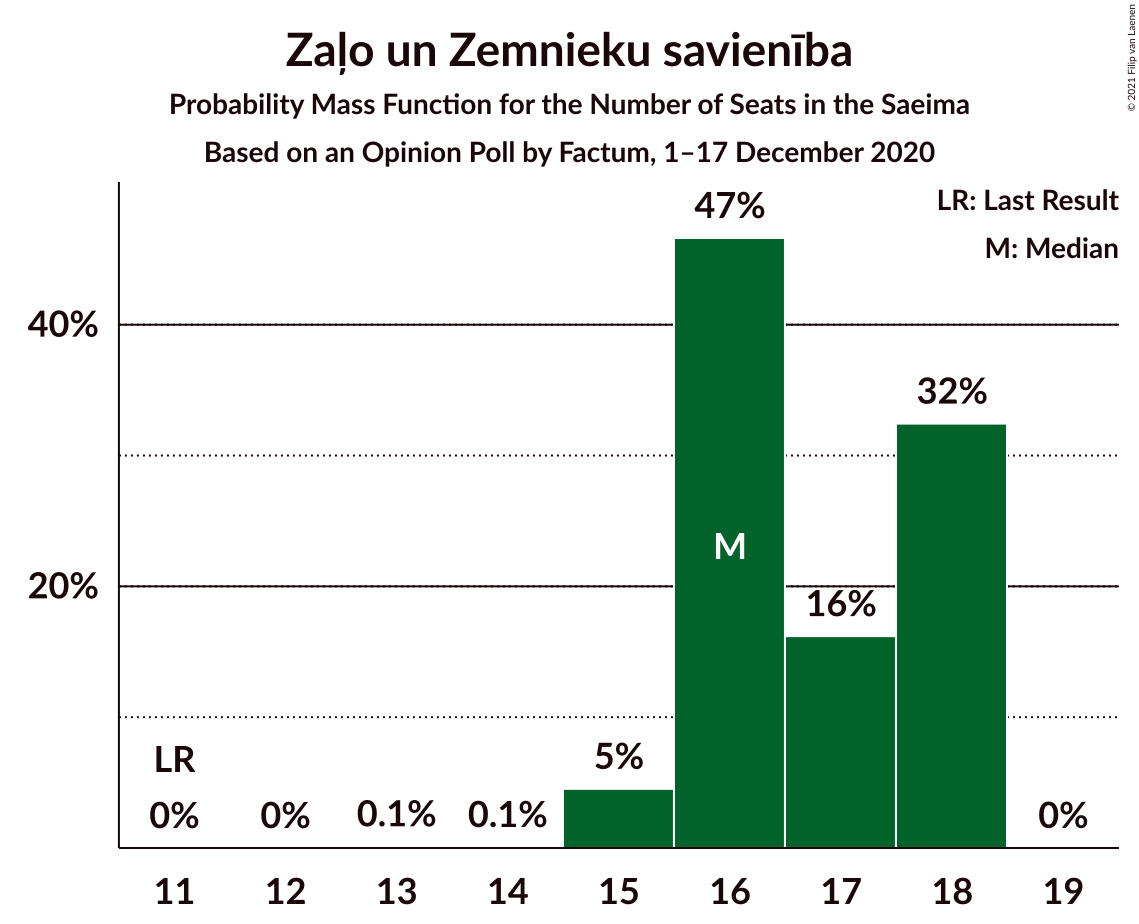 Zaļo un Zemnieku savienība
Probability Mass Function for the Number of Seats in the Saeima
Based on an Opinion Poll by Factum, 1–17 December 2020
© 2021 Filip van Laenen
LR: Last Result
M: Median
47%
40%
32%
M
20%
16%
LR
5%
0%
0%
0.1%
0.1%
0%
11
12
13
14
15
16
17
18
19